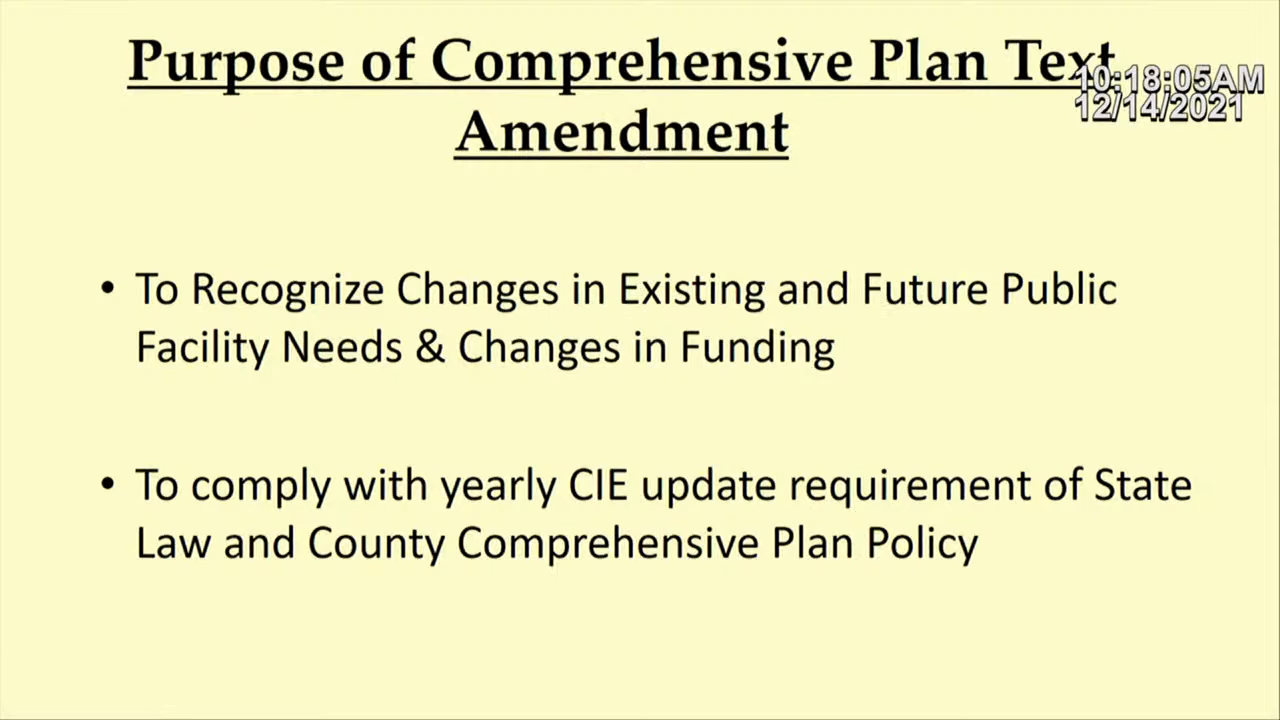 Purpose of Comprehensive Plan Text
10:18:05AM
12/14/2021
Amendment
• To Recognize Changes in Existing and Future Public
Facility Needs & Changes in Funding
• To comply with yearly CIE update requirement of State
Law and County Comprehensive Plan Policy